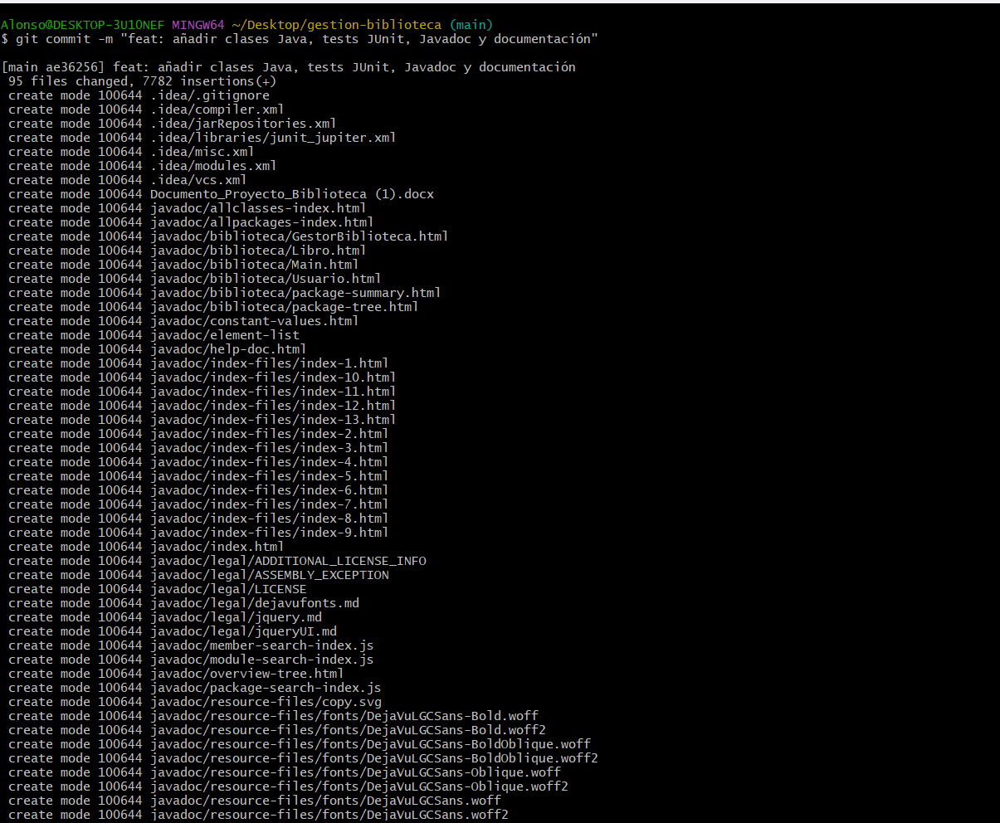 Alonso@DESKTOP-3U1ONEF MINGW64 ~/Desktop/gestion-biblioteca (main)
$ git commit -m "feat: añadir clases Java, tests JUnit, Javadoc y documentación"
[main ae36256] feat: añadir clases Java, tests JUnit, Javadoc y documentación
95 files changed, 7782 insertions(+)
create mode 100644 .idea/.gitignore
create mode 100644 .idea/compiler.xml
create mode 100644 .idea/jarRepositories.xml
create mode 100644 .idea/libraries/junit_jupiter.xml
create mode 100644 .idea/misc.xml
create mode 100644 .idea/modules.xml
create mode 100644 .idea/vcs.xml
create mode 100644 Documento_Proyecto_Biblioteca (1).docx
create mode 100644 javadoc/allclasses-index.html
create mode 100644 javadoc/allpackages-index.html
create mode 100644 javadoc/biblioteca/GestorBiblioteca.html
create mode 100644 javadoc/biblioteca/Libro.html
create mode 100644 javadoc/biblioteca/Main.html
create mode 100644 javadoc/biblioteca/Usuario.html
create mode 100644 javadoc/biblioteca/package-summary.html
create mode 100644 javadoc/biblioteca/package-tree.html
create mode 100644 javadoc/constant-values.html
create mode 100644 javadoc/element-list
create mode 100644 javadoc/help-doc.html
create mode 100644 javadoc/index-files/index-1.html
create mode 100644 javadoc/index-files/index-10.html
create mode 100644 javadoc/index-files/index-11.html
create mode 100644 javadoc/index-files/index-12.html
create mode 100644 javadoc/index-files/index-13.html
create mode 100644 javadoc/index-files/index-2.html
create mode 100644 javadoc/index-files/index-3.html
create mode 100644 javadoc/index-files/index-4.html
create mode 100644 javadoc/index-files/index-5.html
create mode 100644 javadoc/index-files/index-6.html
create mode 100644 javadoc/index-files/index-7.html
create mode 100644 javadoc/index-files/index-8.html
create mode 100644 javadoc/index-files/index-9.html
create mode 100644 javadoc/index.html
create mode 100644 javadoc/legal/ADDITIONAL_LICENSE_INFO
create mode 100644 javadoc/legal/ASSEMBLY_EXCEPTION
create mode 100644 javadoc/legal/LICENSE
create mode 100644 javadoc/legal/dejavufonts.md
create mode 100644 javadoc/legal/jquery.md
create mode 100644 javadoc/legal/jqueryUI.md
create mode 100644 javadoc/member-search-index.js
create mode 100644 javadoc/module-search-index.js
create mode 100644 javadoc/overview-tree.html
create mode 100644 javadoc/package-search-index.js
create mode 100644 javadoc/resource-files/copy.svg
create mode 100644 javadoc/resource-files/fonts/DejaVuLGCSans-Bold.woff
create mode 100644 javadoc/resource-files/fonts/DejaVuLGCSans-Bold.woff2
create mode 100644 javadoc/resource-files/fonts/DejaVuLGCSans-BoldOblique.woff
create mode 100644 javadoc/resource-files/fonts/DejaVuLGCSans-BoldOblique.woff2
create mode 100644 javadoc/resource-files/fonts/DejaVuLGCSans-Oblique.woff
create mode 100644 javadoc/resource-files/fonts/DejaVuLGCSans-Oblique.woff2
create mode 100644 javadoc/resource-files/fonts/DejaVuLGCSans.woff
create mode 100644 javadoc/resource-files/fonts/DejaVuLGCSans.woff2